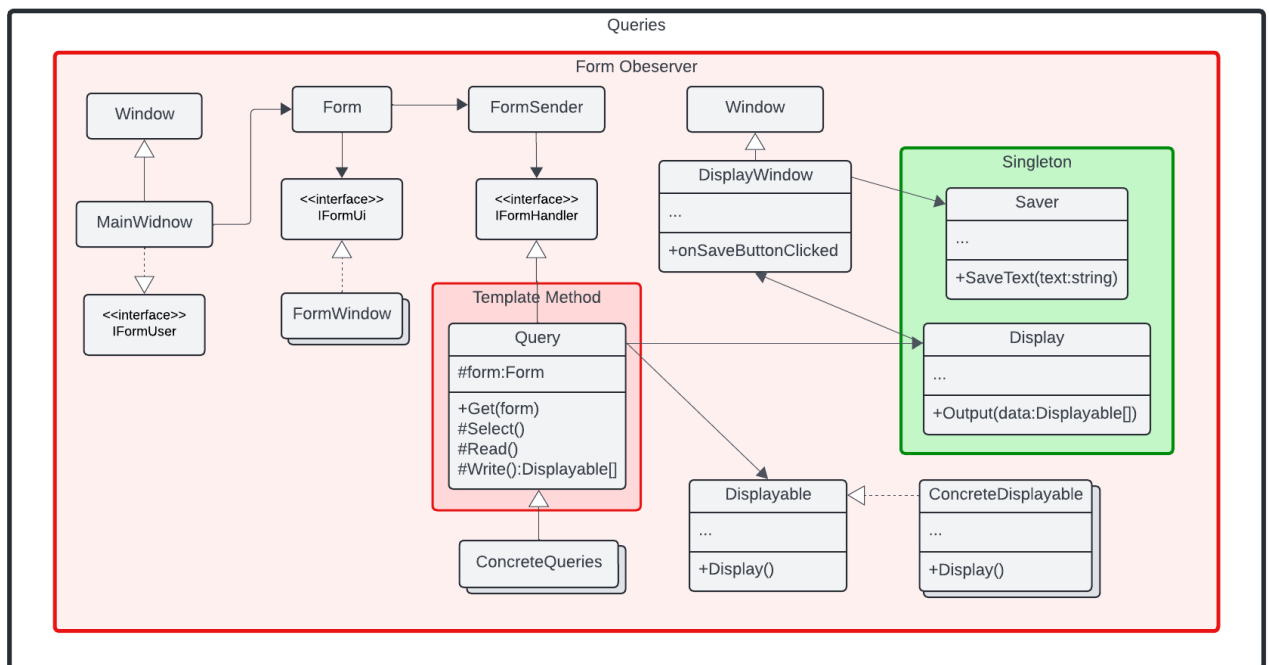 Queries
Form Obeserver
Window
Form
FormSender
Window
Singleton
DisplayWindow
...
+onSaveButtonClicked
Saver
...
+SaveText(text:string)
<<interface>>
IFormUi
<<interface>>
IFormHandler
MainWidnow
<<interface>>
IFormUser
FormWindow
Template Method
Query
#form:Form
+Get(form)
#Select()
#Read()
#Write():Displayable[]
Display
...
+Output(data:Displayable[])
Displayable
...
+Display()
ConcreteDisplayable
...
+Display()
ConcreteQueries